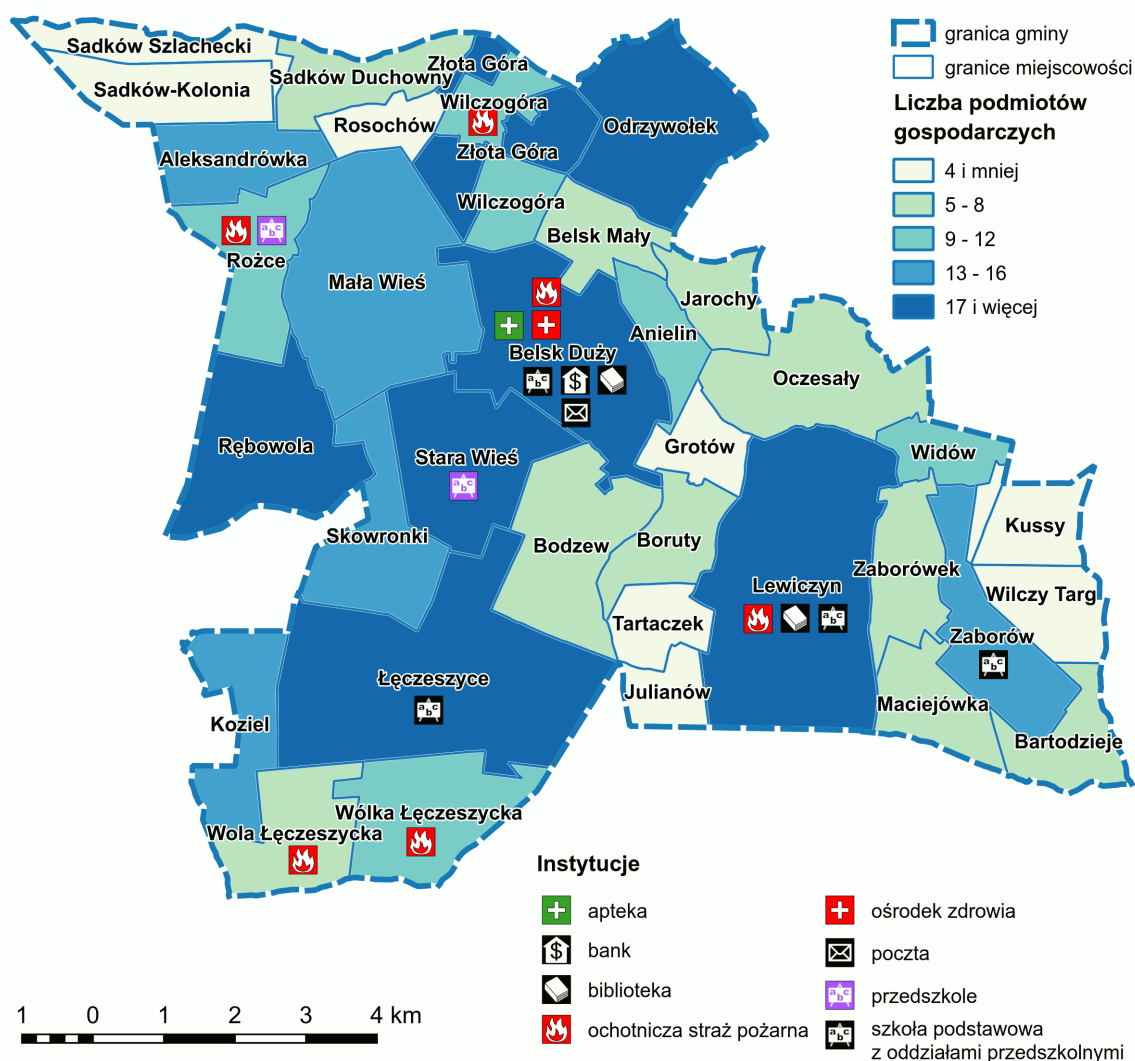 granica gminy
granice miejscowości
Liczba podmiotów
gospodarczych
4 i mniej
5 - 8
9 - 12
13 - 16
17 i więcej
Sadków Szlachecki
Sadków-Kolonia
Sadków Duchowny
Złota Góra
Wilczogóra
Rosochów
Odrzywołek
Złota Góra
Aleksandrówka
Wilczogóra
Belsk Mały
Rożce
Mała Wieś
Jarochy
Anielin
Belsk Duży
Oczesały
Rębowola
Stara Wieś
Grotów
Widów
Skowronki
Bodzew
Boruty
Kussy
Zaborówek
Lewiczyn
Wilczy Targ
Tartaczek
Zaborów
Łęczeszyce
Julianów
Koziel
Maciejówka
Bartodzieje
Wólka Łęczeszycka
Wola Łęczeszycka
a b c
a b c
$
a b c
a b c
a b c
a b c
Instytucje
apteka
$ bank
biblioteka
ochotnicza straż pożarna
ośrodek zdrowia
poczta
a b c przedszkole
a b c szkoła podstawowa
z oddziałami przedszkolnymi
1 0 1 2 3 4 km